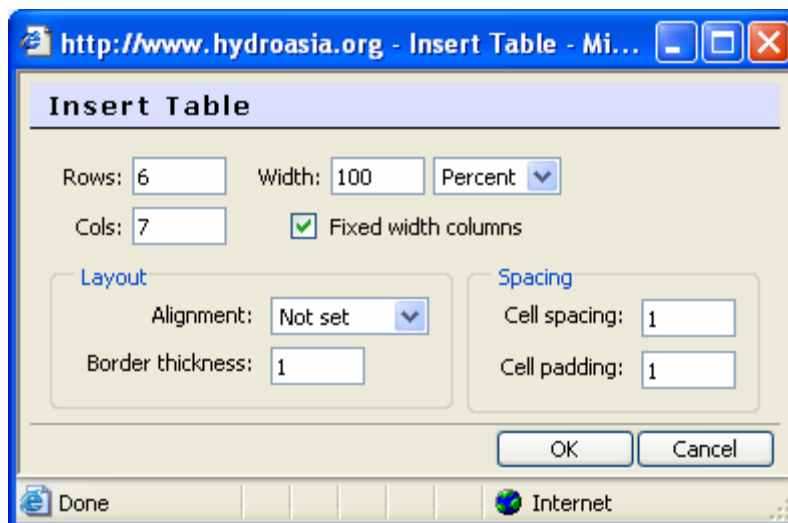 http://www.hydroasia.org - Insert Table - Mi...
Insert Table
Rows: 6 Width: 100 Percent
Cols: 7 Fixed width columns
Layout Spacing
Alignment: Not set Cell spacing: 1
Border thickness: 1 Cell padding: 1
OK Cancel
Done Internet